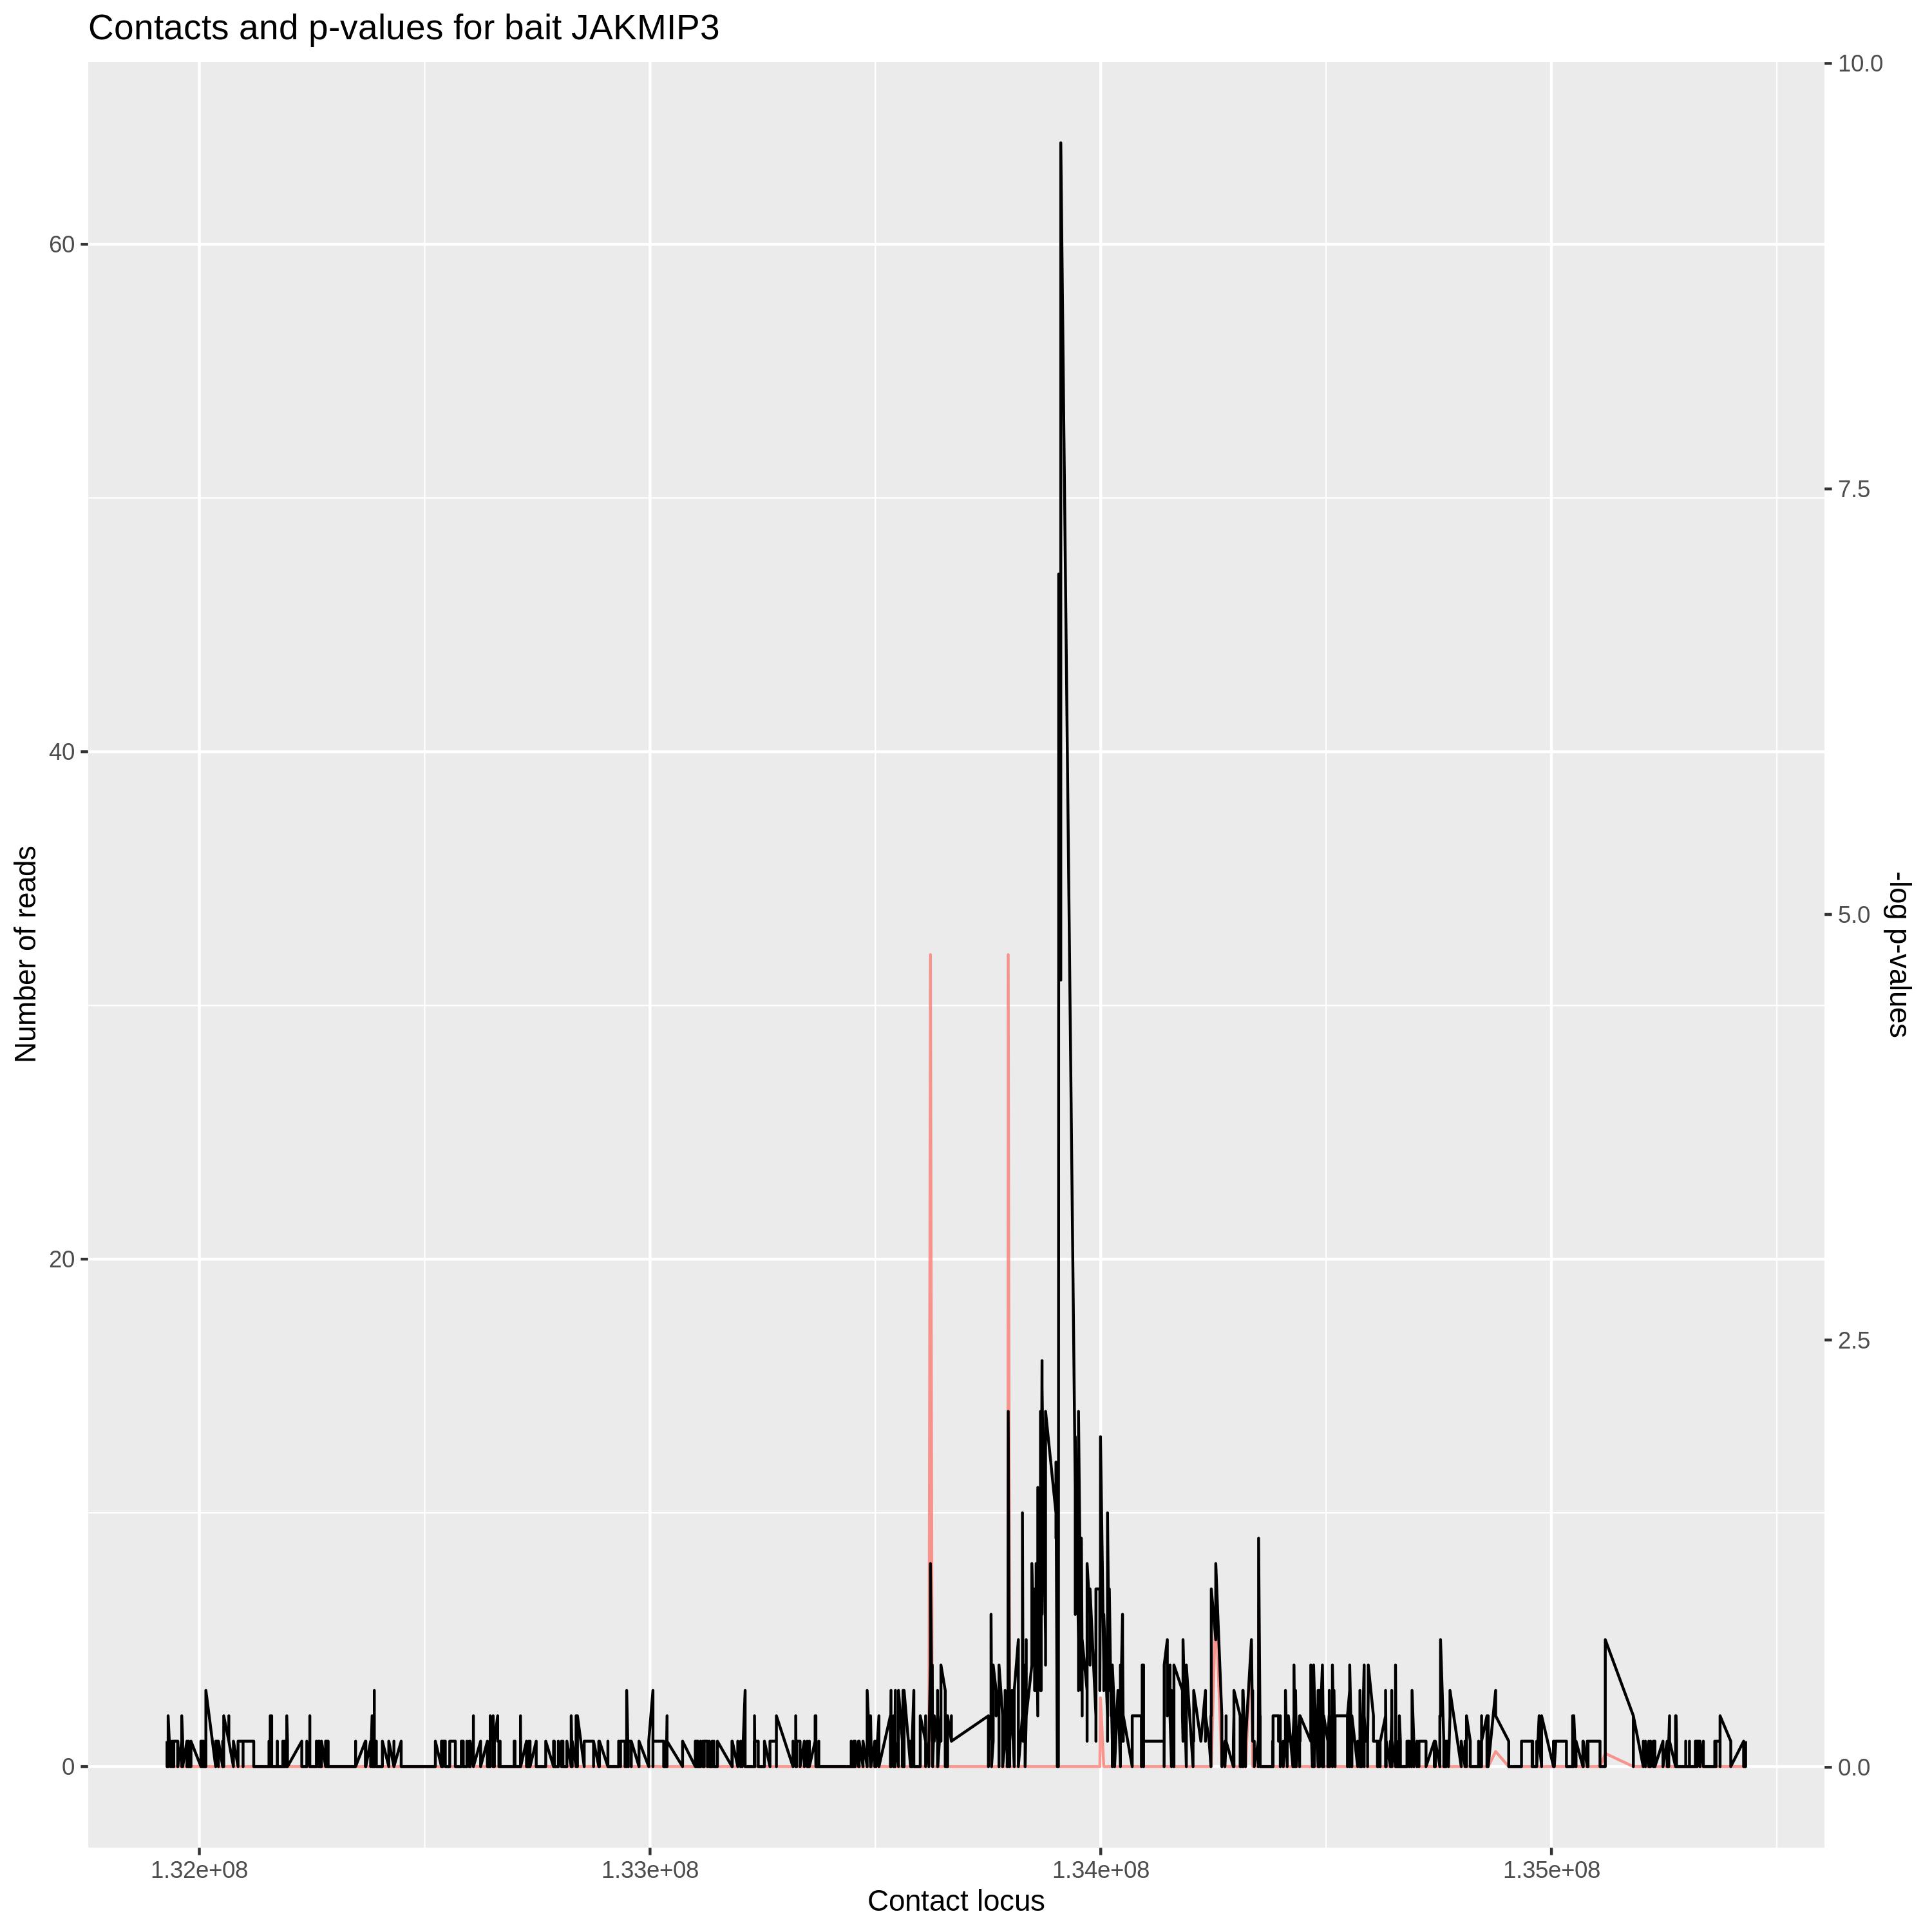 Contacts and p-values for bait JAKMIP3
10.0
60
7.5
40
5.0
Number of reads
-log p-values
20
2.5
0
0.0
1.32e+08
1.33e+08
1.34e+08
1.35e+08
Contact locus